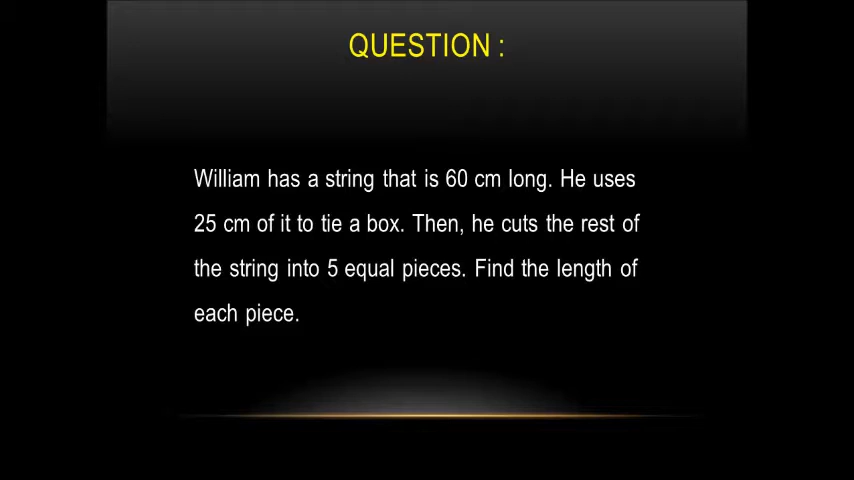 QUESTION :
William has a string that is 60 cm long. He uses
25 cm of it to tie a box. Then, he cuts the rest of
the string into 5 equal pieces. Find the length of
each piece.